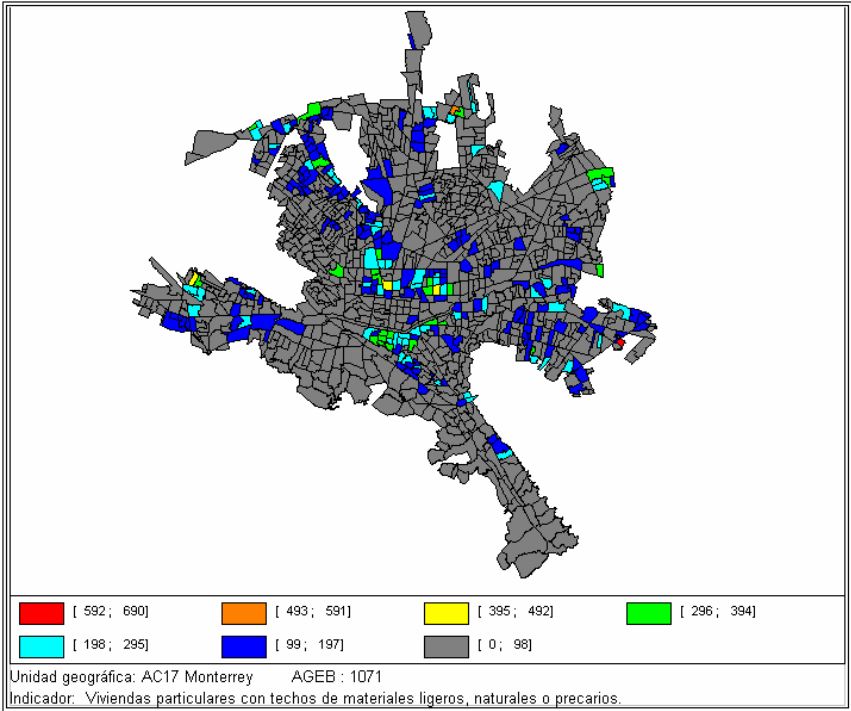 [ 592 ; 690] [ 493 ; 591] [ 395 ; 492] [ 296 ; 394]
[ 198 ; 295] [ 99 ; 197] [ 0 ; 98]
Unidad geográfica: AC17 Monterrey AGEB : 1071
Indicador: Viviendas particulares con techos de materiales ligeros, naturales o precarios.